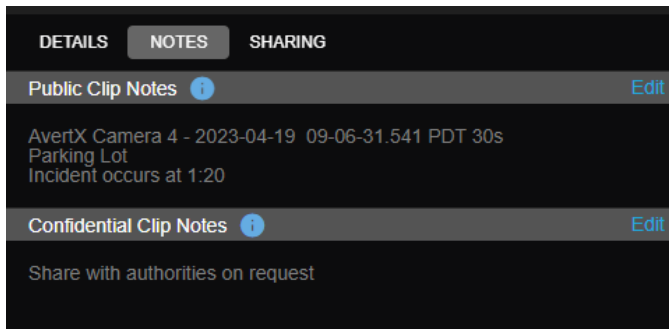 DETAILS NOTES SHARING
Public Clip Notes i Edit
AvertX Camera 4 - 2023-04-19 09-06-31.541 PDT 30s
Parking Lot
Incident occurs at 1:20
Confidential Clip Notes i Edit
Share with authorities on request